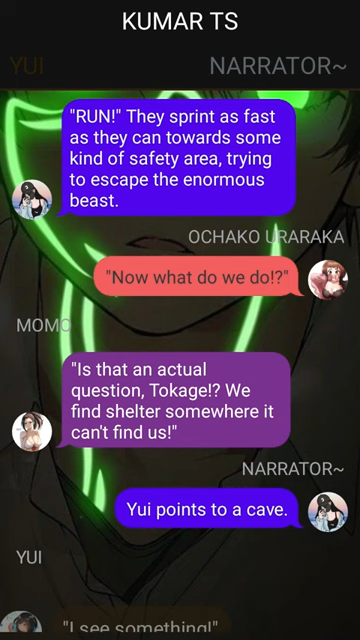 KUMAR TS
YUI
NARRATOR~
"RUN!" They sprint as fast
as they can towards some
kind of safety area, trying
to escape the enormous
beast.
OCHAKO URARAKA
"Now what do we do!?"
MOMO
"Is that an actual
question, Tokage!? We
find shelter somewhere it
can't find us!"
NARRATOR~
Yui points to a cave.
YUI
"I see something!"